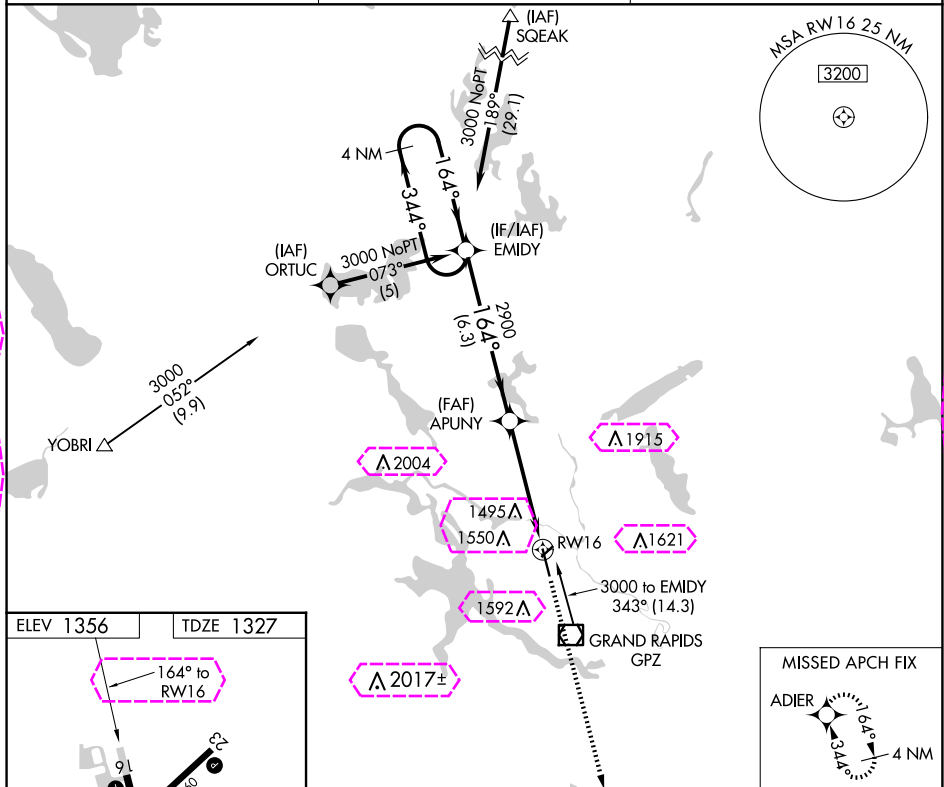 (IAF)
SQEAK
MSA RW16 25 NM
3200
3000 NoPT
189°
(29.1)
4 NM
164°
344°
(IF/IAF)
EMIDY
(IAF)
ORTUC
3000 NoPT
073°
(5)
2900
164°
(6.3)
3000
052°
(9.9)
YOBRI
(FAF)
APUNY
1915
2004
1495
1550
RW16
1621
3000 to EMIDY
343° (14.3)
1592
GRAND RAPIDS
GPZ
ELEV 1356
TDZE 1327
164° to
RW16
2017±
MISSED APCH FIX
ADIER
164°
344°
4 NM
16
23
P